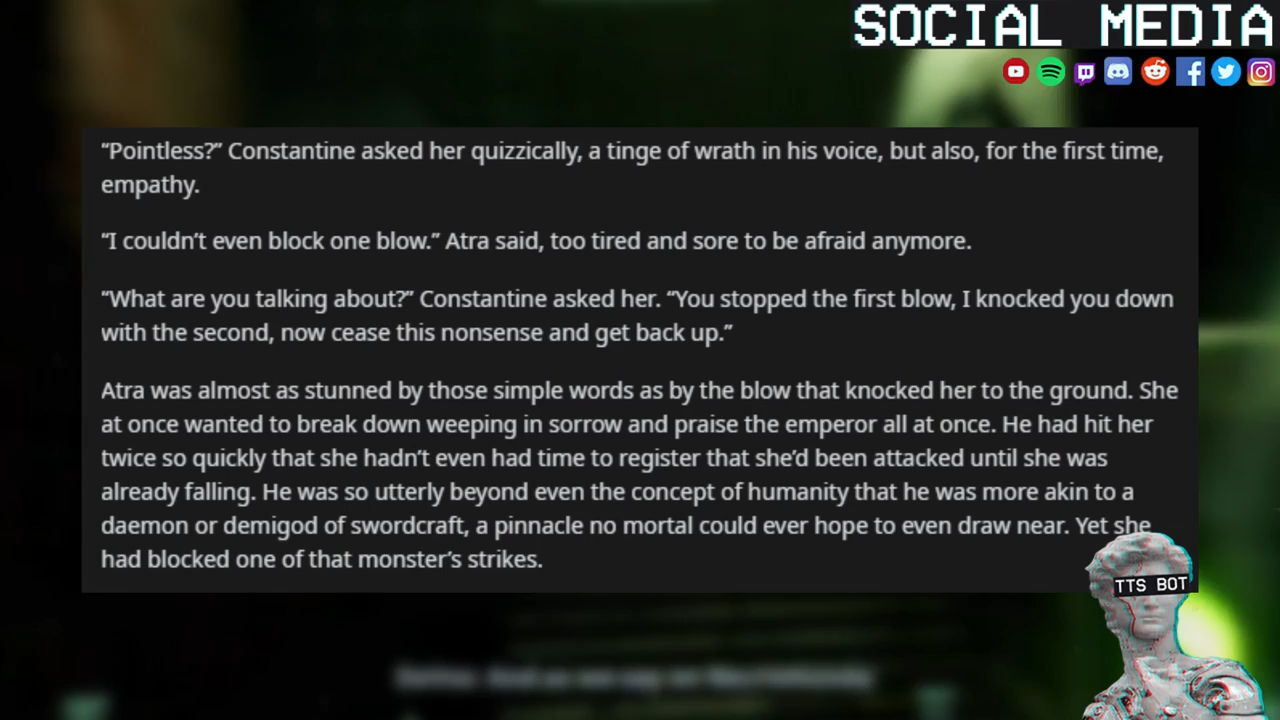 SOCIAL MEDIA
“Pointless?” Constantine asked her quizzically, a tinge of wrath in his voice, but also, for the first time,
empathy.
“I couldn’t even block one blow.” Atra said, too tired and sore to be afraid anymore.
“What are you talking about?” Constantine asked her. “You stopped the first blow, I knocked you down
with the second, now cease this nonsense and get back up.”
Atra was almost as stunned by those simple words as by the blow that knocked her to the ground. She
at once wanted to break down weeping in sorrow and praise the emperor all at once. He had hit her
twice so quickly that she hadn’t even had time to register that she’d been attacked until she was
already falling. He was so utterly beyond even the concept of humanity that he was more akin to a
daemon or demigod of swordcraft, a pinnacle no mortal could ever hope to even draw near. Yet she
had blocked one of that monster’s strikes.
TTS BOT